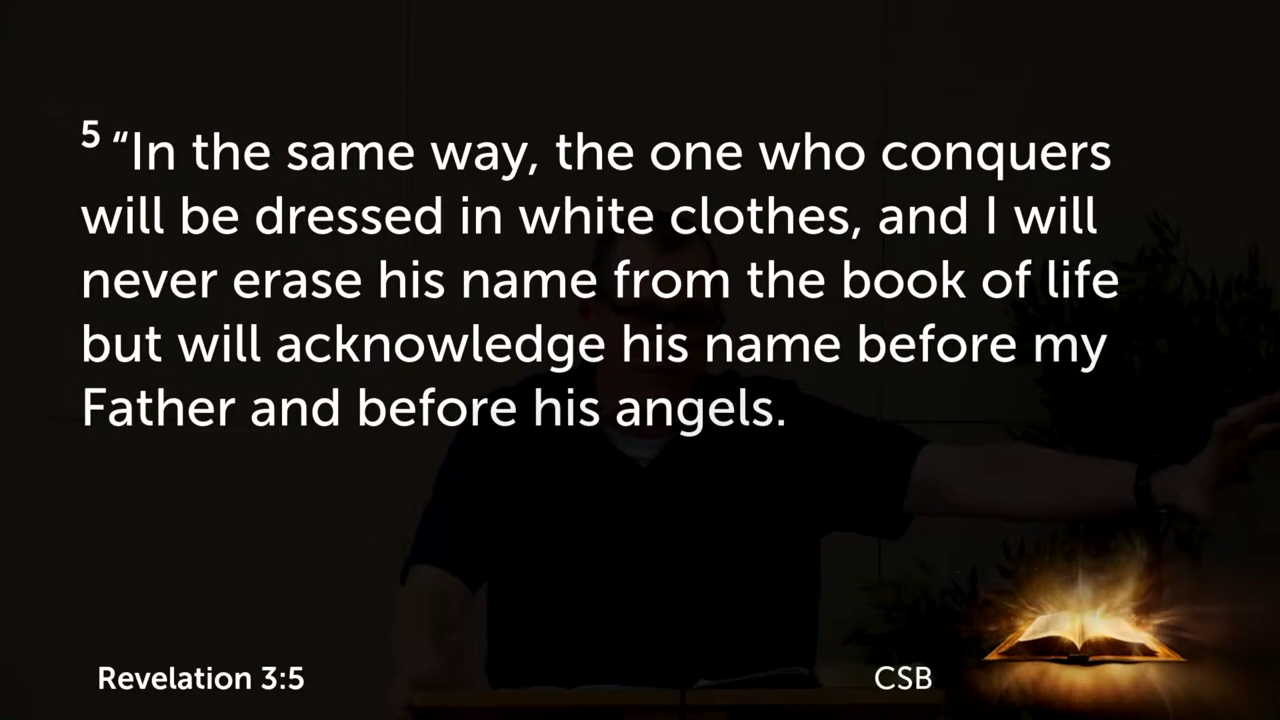 5 “In the same way, the one who conquers
will be dressed in white clothes, and I will
never erase his name from the book of life
but will acknowledge his name before my
Father and before his angels.
Revelation 3:5
CSB